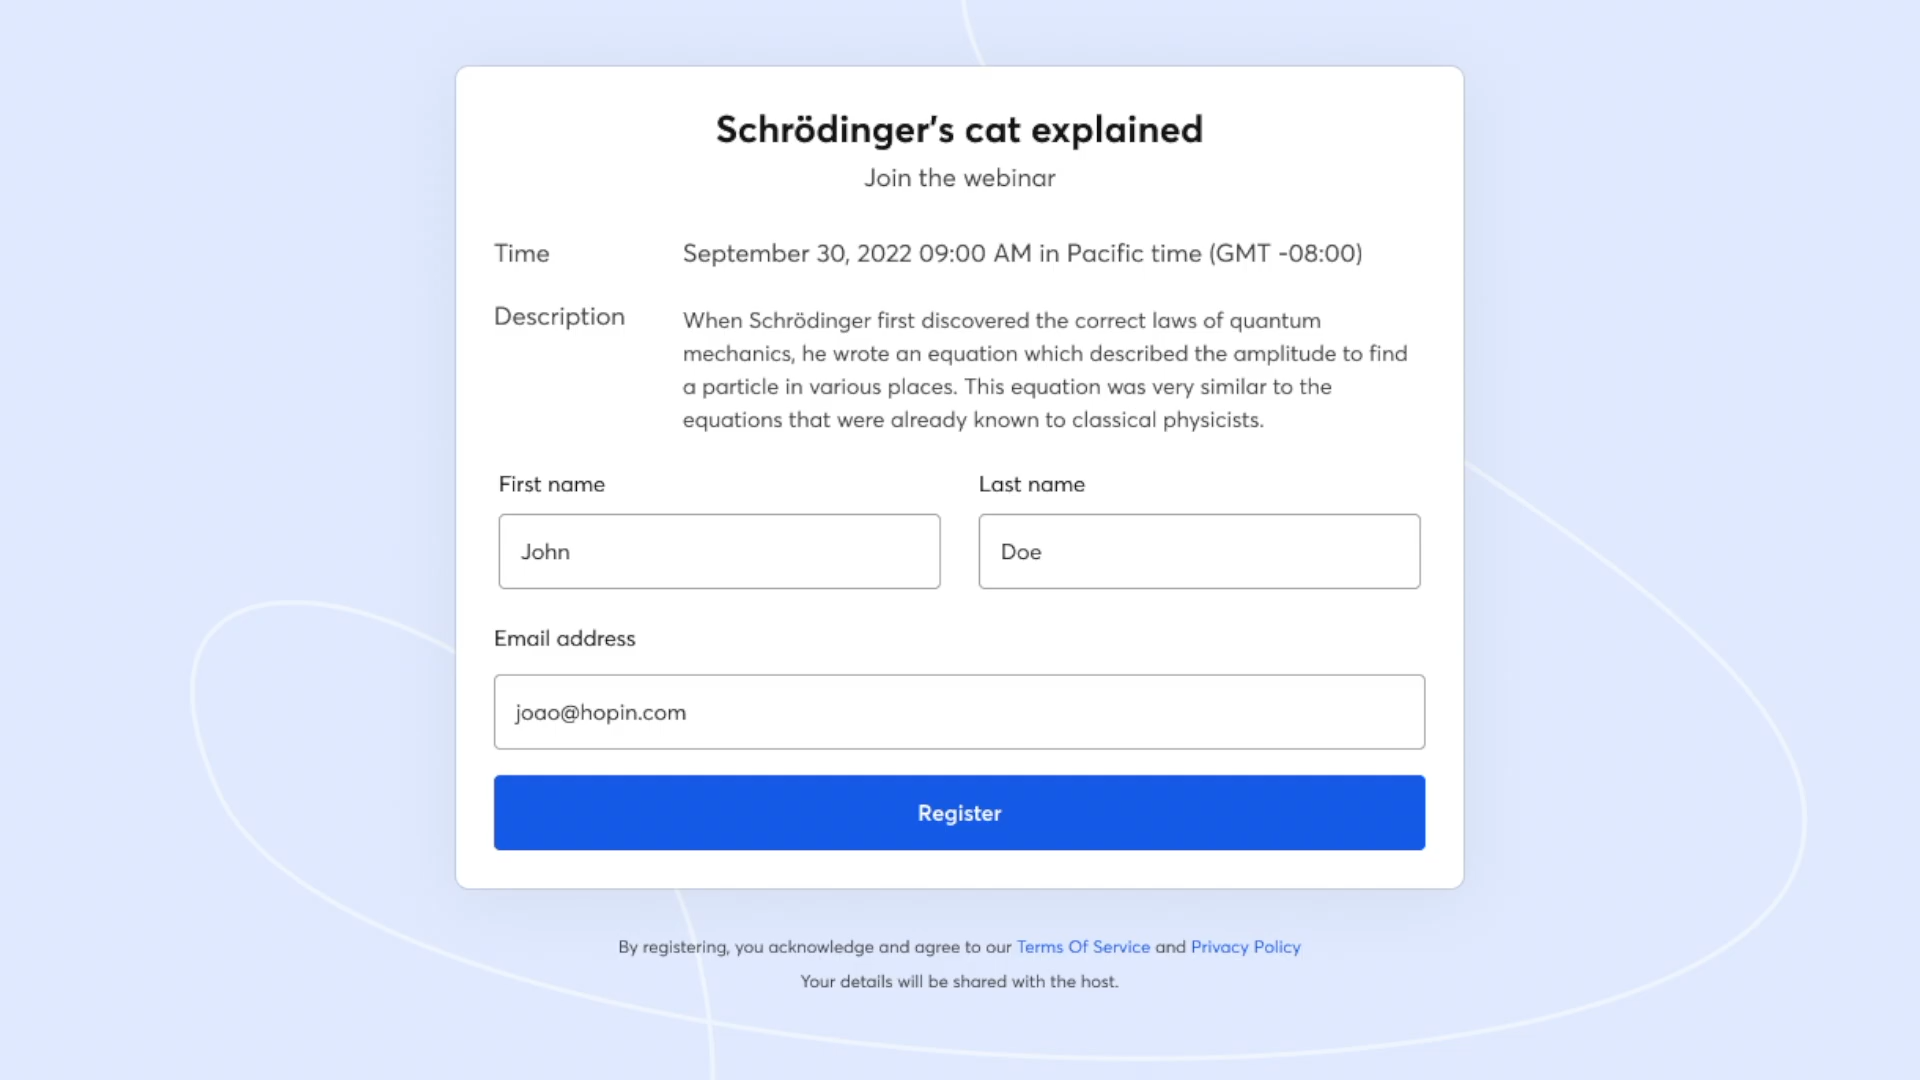 Schrödinger's cat explained
Join the webinar
Time
September 30, 2022 09:00 AM in Pacific time (GMT -08:00)
Description
When Schrödinger first discovered the correct laws of quantum
mechanics, he wrote an equation which described the amplitude to find
a particle in various places. This equation was very similar to the
equations that were already known to classical physicists.
First name
Last name
John
Doe
Email address
joao@hopin.com
Register
By registering, you acknowledge and agree to our Terms Of Service and Privacy Policy
Your details will be shared with the host.